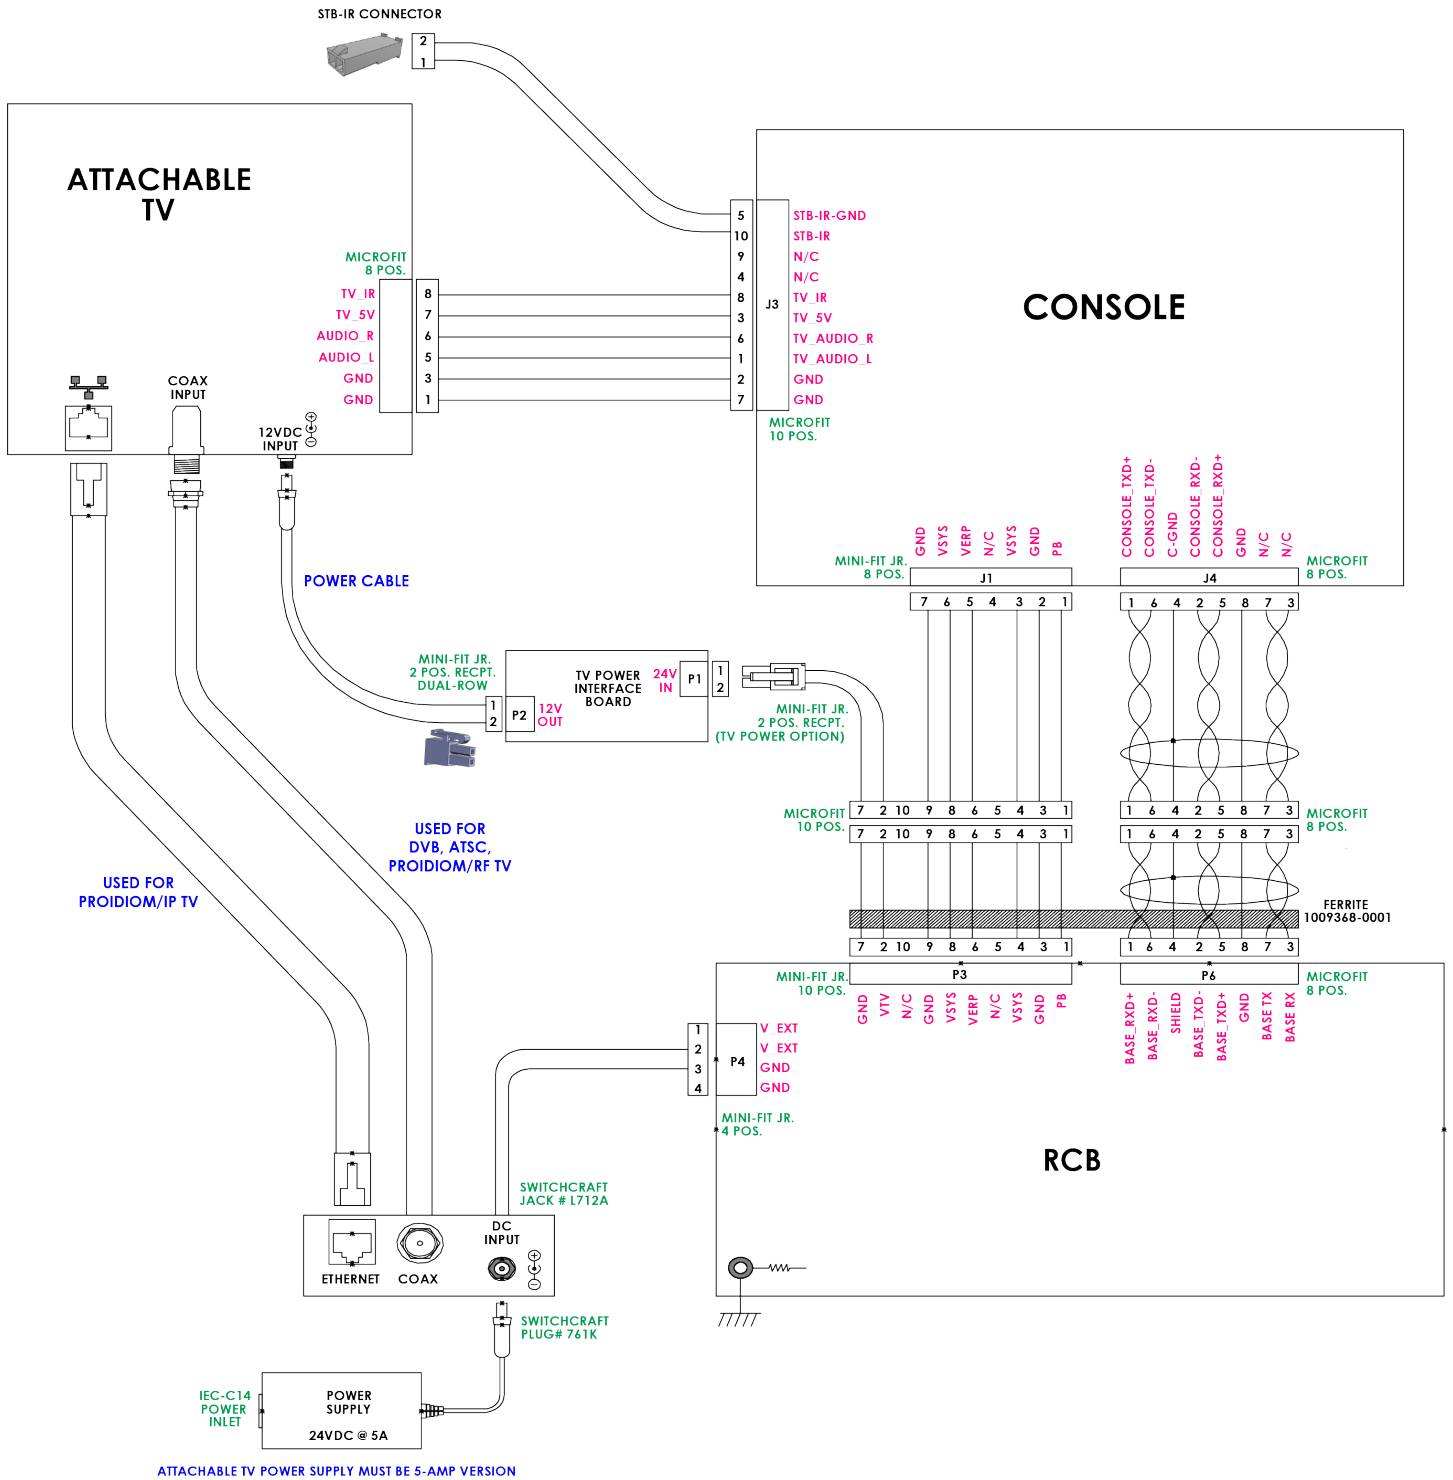 STB-IR CONNECTOR
2
1
ATTACHABLE
TV
MICROFIT
8 POS.
TV_IR
TV_5V
AUDIO_R
AUDIO_L
GND
GND
8
7
6
5
3
1
COAX
INPUT
12VDC
INPUT
CONSOLE
5
10
9
4
8
3
6
1
2
7
J3
STB-IR-GND
STB-IR
N/C
N/C
TV_IR
TV_5V
TV_AUDIO_R
TV_AUDIO_L
GND
GND
MICROFIT
10 POS.
GND
VSYS
VERP
N/C
VSYS
GND
PB
CONSOLE_TXD+
CONSOLE_TXD-
C-GND
CONSOLE_RXD-
CONSOLE_RXD+
GND
N/C
N/C
MINI-FIT JR.
8 POS.
J1
J4
MICROFIT
8 POS.
7 6 5 4 3 2 1
1 6 4 2 5 8 7 3
POWER CABLE
MINI-FIT JR.
2 POS. RECPT.
DUAL-ROW
1
2
P2
12V
OUT
TV POWER
INTERFACE
BOARD
24V
IN
P1
1
2
MINI-FIT JR.
2 POS. RECPT.
(TV POWER OPTION)
MICROFIT
10 POS.
7 2 10 9 8 6 5 4 3 1
7 2 10 9 8 6 5 4 3 1
1 6 4 2 5 8 7 3
1 6 4 2 5 8 7 3
MICROFIT
8 POS.
USED FOR
DVB, ATSC,
PROIDIOM/RF TV
USED FOR
PROIDIOM/IP TV
FERRITE
1009368-0001
7 2 10 9 8 6 5 4 3 1
1 6 4 2 5 8 7 3
MINI-FIT JR.
10 POS.
P3
P6
MICROFIT
8 POS.
GND
VTV
N/C
GND
VSYS
VERP
N/C
VSYS
GND
PB
BASE_RXD+
BASE_RXD-
SHIELD
BASE_TXD-
BASE_TXD+
GND
BASE TX
BASE RX
1
2
3
4
P4
V_EXT
V_EXT
GND
GND
MINI-FIT JR.
4 POS.
RCB
SWITCHCRAFT
JACK # L712A
DC
INPUT
ETHERNET
COAX
SWITCHCRAFT
PLUG# 761K
IEC-C14
POWER
INLET
POWER
SUPPLY
24VDC @ 5A
ATTACHABLE TV POWER SUPPLY MUST BE 5-AMP VERSION